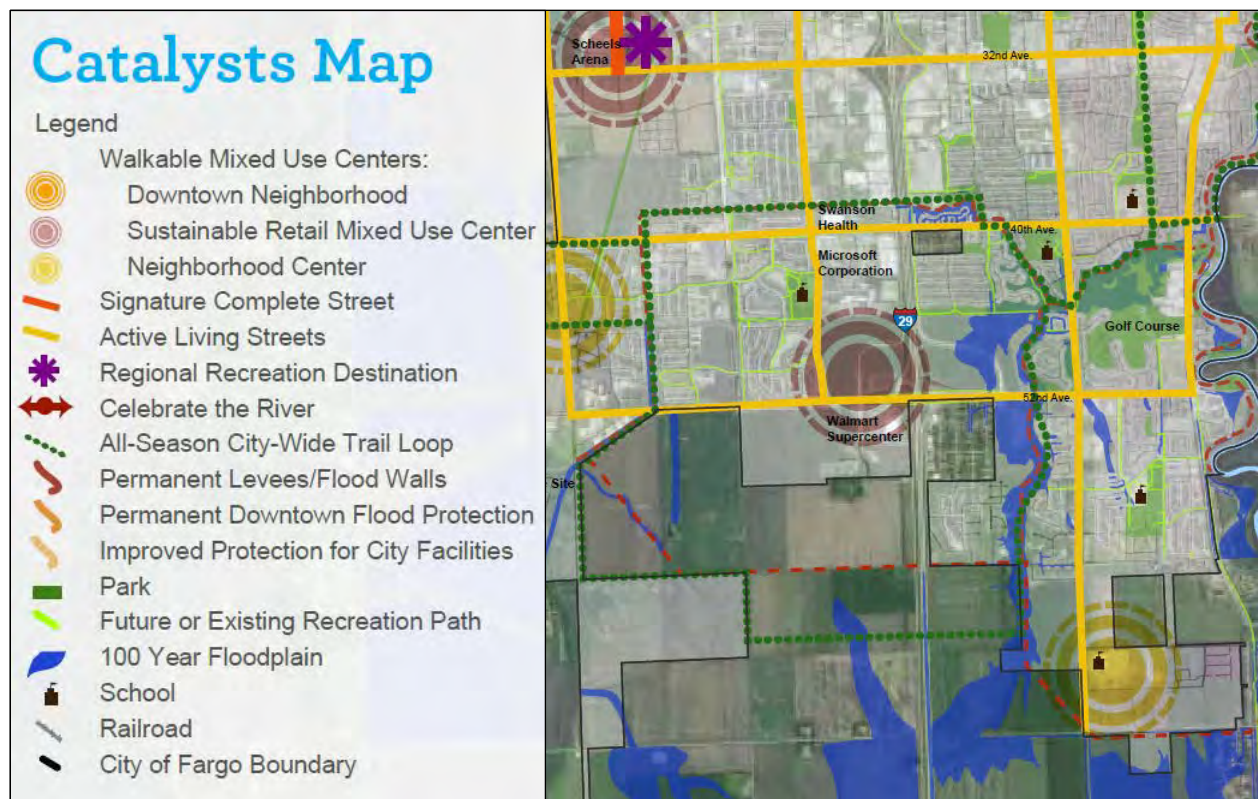 Catalysts Map
Legend
Walkable Mixed Use Centers:
Downtown Neighborhood
Sustainable Retail Mixed Use Center
Neighborhood Center
Signature Complete Street
Active Living Streets
Regional Recreation Destination
Celebrate the River
All-Season City-Wide Trail Loop
Permanent Levees/Flood Walls
Permanent Downtown Flood Protection
Improved Protection for City Facilities
Park
Future or Existing Recreation Path
100 Year Floodplain
School
Railroad
City of Fargo Boundary
Scheels
Arena
32nd Ave.
Swanson
Health
40th Ave.
Microsoft
Corporation
29
Golf Course
52nd Ave.
Walmart
Supercenter
Site